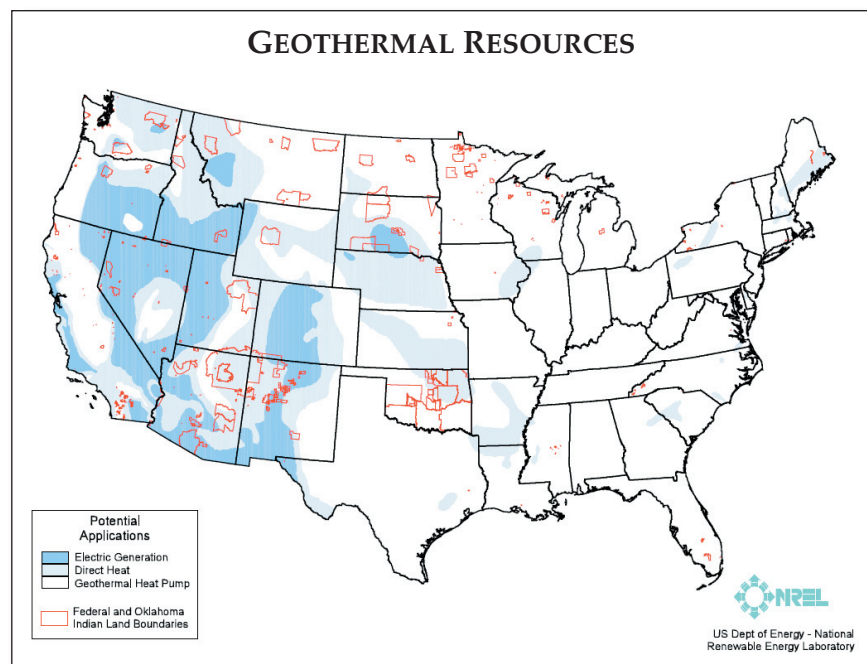 GEOTHERMAL RESOURCES
Potential
Applications
Electric Generation
Direct Heat
Geothermal Heat Pump
Federal and Oklahoma
Indian Land Boundaries
NREL
US Dept of Energy - National
Renewable Energy Laboratory